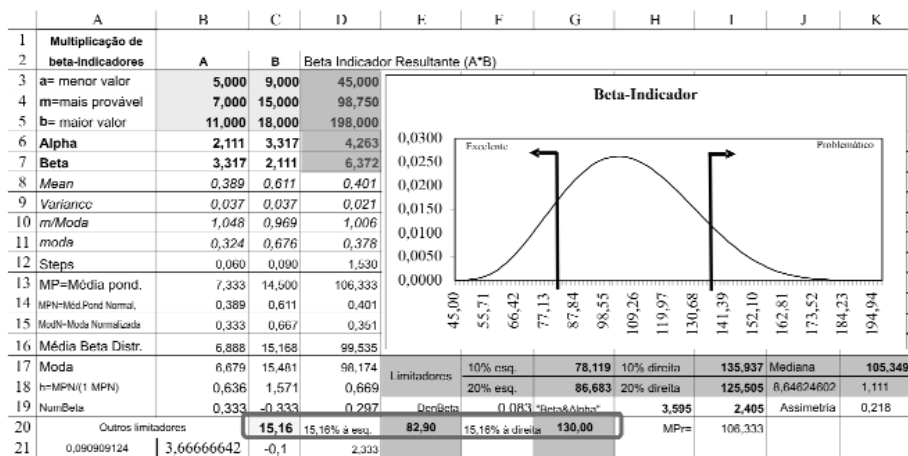 A B C D E F G H I J K
1 Multiplicação de
2 beta-indicadores A B Beta Indicador Resultante (A*B)
3 a= menor valor 5,000 9,000 45,000
4 m=mais provável 7,000 15,000 98,750
5 b= maior valor 11,000 18,000 198,000
6 Alpha 2,111 3,317 4,263
7 Beta 3,317 2,111 6,372
8 Mean 0,389 0,611 0,401
9 Variance 0,037 0,037 0,021
10 m/Moda 1,048 0,969 1,006
11 moda 0,324 0,676 0,378
12 Steps 0,060 0,090 1,530
13 MP=Média pond. 7,333 14,500 106,333
14 MPN=Méd.Pond Normal, 0,389 0,611 0,401
15 ModN=Moda Normalizada 0,333 0,667 0,351
16 Média Beta Distr. 6,888 15,168 99,535
Beta-Indicador
Excelente Problemático
0,0300
0,0250
0,0200
0,0150
0,0100
0,0050
0,0000
45,00 55,71 66,42 77,13 87,84 98,55 109,26 119,97 130,68 141,39 152,10 162,81 173,52 184,23 194,94
17 Moda 6,679 15,481 98,174 Limitadores 10% esq. 78,119 10% direita 135,937 Mediana 105,349
18 h=MPN/(1 MPN) 0,636 1,571 0,669 20% esq. 86,683 20% direita 125,505 8,64624602 1,111
19 NumBeta 0,333 -0,333 0,297 DenBeta 0,083 "Beta&Alpha" 3,595 2,405 Assimetria 0,218
20 Outros limitadores 15,16 15,16% à esq. 82,90 15,16% à direita 130,00 MPr= 106,333
21 0,090909124 3,66666642 -0,1 2,333